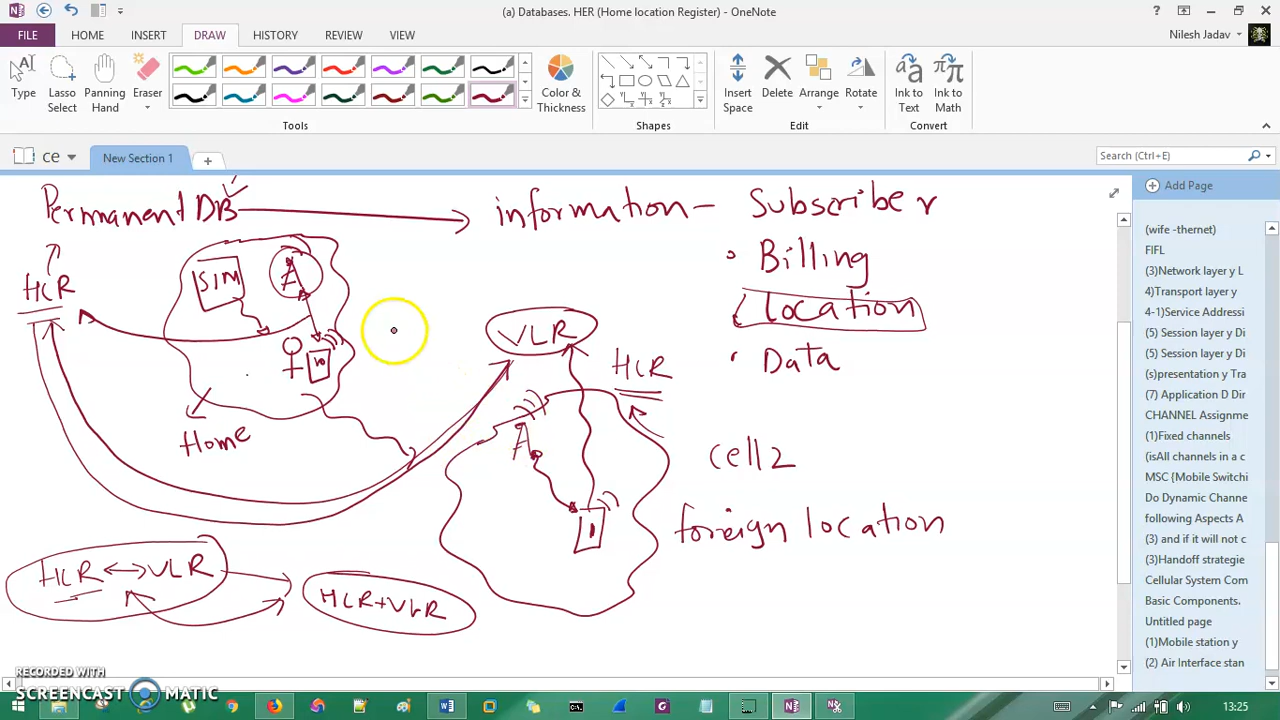 (a) Databases. HER (Home location Register) - OneNote
FILE HOME INSERT DRAW HISTORY REVIEW VIEW
Nilesh Jadav
Type
Lasso Select
Panning Hand
Eraser
Color & Thickness
Insert Space
Delete
Arrange
Rotate
Ink to Text
Ink to Math
Tools
Shapes
Edit
Convert
ce
New Section 1
Search (Ctrl+E)
Permanent DB
information - Subscriber
• Billing
location
• Data
HLR
SIM
Home
VLR
HLR
cell 2
foreign location
HLR ↔ VLR
HLR+VLR
Add Page
(wife -thernet)
FIFL
(3)Network layer y L
4)Transport layer y
4-1)Service Addressi
(5) Session layer y Di
(5) Session layer y Di
(s)presentation y Tra
(7) Application D Dir
CHANNEL Assignme
(1)Fixed channels
(isAll channels in a c
MSC {Mobile Switchi
Do Dynamic Channe
following Aspects A
(3) and if it will not c
(3)Handoff strategie
Cellular System Com
Basic Components.
Untitled page
(1)Mobile station y
(2) Air Interface stan
RECORDED WITH
SCREENCAST MATIC
13:25